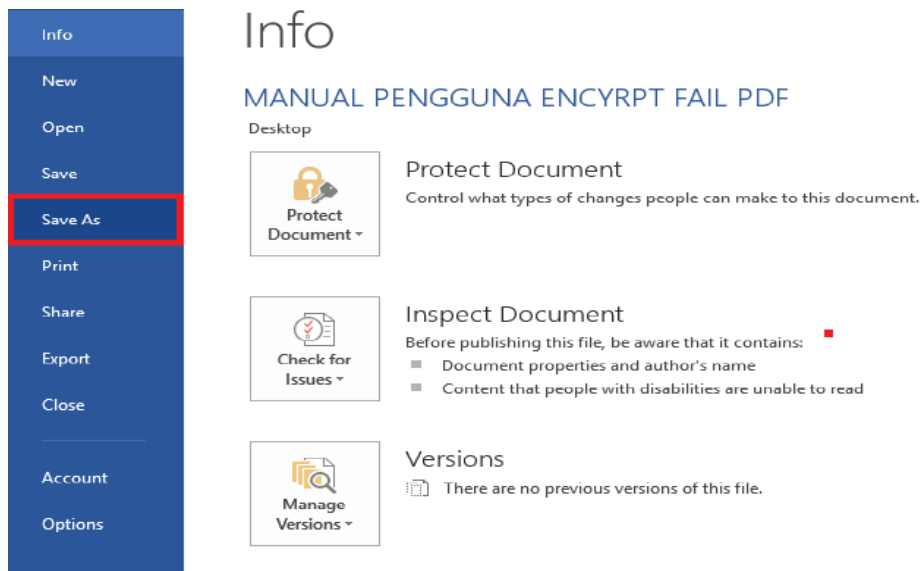 Info
New
Open
Save
Save As
Print
Share
Export
Close
Account
Options
Info
MANUAL PENGGUNA ENCYRPT FAIL PDF
Desktop
Protect Document
Protect Document
Control what types of changes people can make to this document.
Check for Issues
Inspect Document
Before publishing this file, be aware that it contains:
Document properties and author's name
Content that people with disabilities are unable to read
Manage Versions
Versions
There are no previous versions of this file.